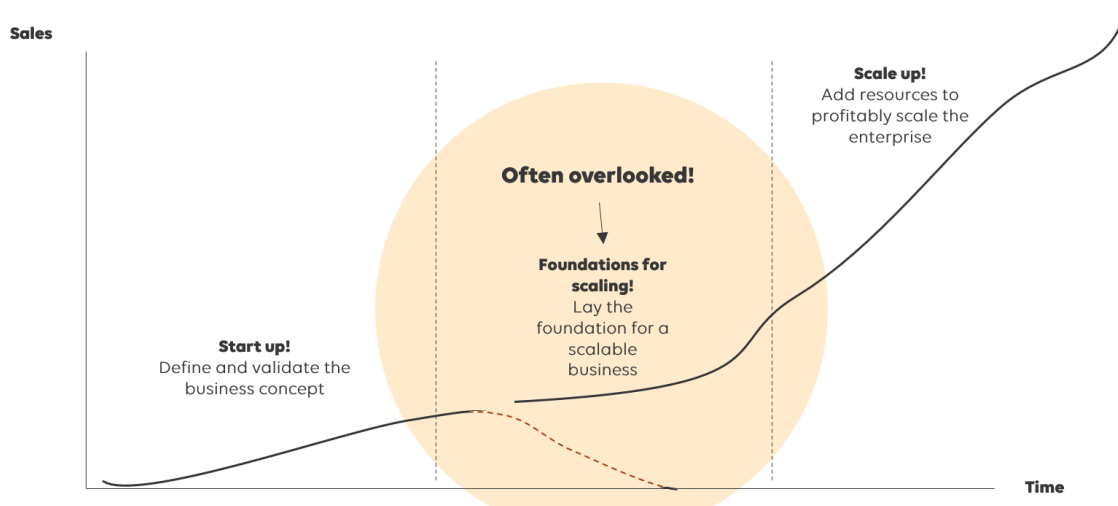 Sales
Scale up!
Add resources to
profitably scale the
enterprise
Often overlooked!
Foundations for
scaling!
Lay the
foundation for a
scalable
business
Start up!
Define and validate the
business concept
Time